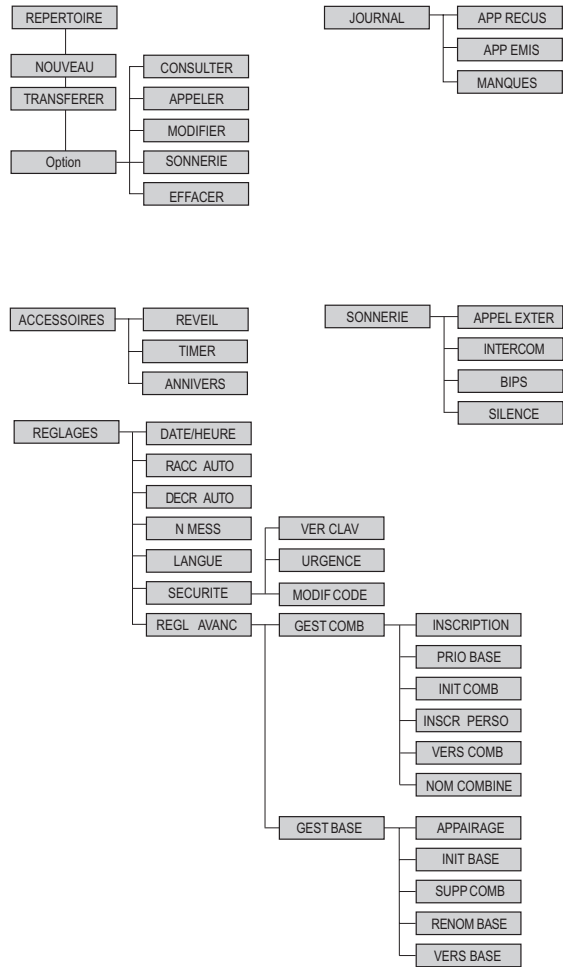 REPERTOIRE
NOUVEAU
TRANSFERER
Option
CONSULTER
APPELER
MODIFIER
SONNERIE
EFFACER
JOURNAL
APP RECUS
APP EMIS
MANQUES
ACCESSOIRES
REVEIL
TIMER
ANNIVERS
SONNERIE
APPEL EXTER
INTERCOM
BIPS
SILENCE
REGLAGES
DATE/HEURE
RACC AUTO
DECR AUTO
N MESS
LANGUE
SECURITE
REGL AVANC
VER CLAV
URGENCE
MODIF CODE
GEST COMB
INSCRIPTION
PRIO BASE
INIT COMB
INSCR PERSO
VERS COMB
NOM COMBINE
GEST BASE
APPAIRAGE
INIT BASE
SUPP COMB
RENOM BASE
VERS BASE